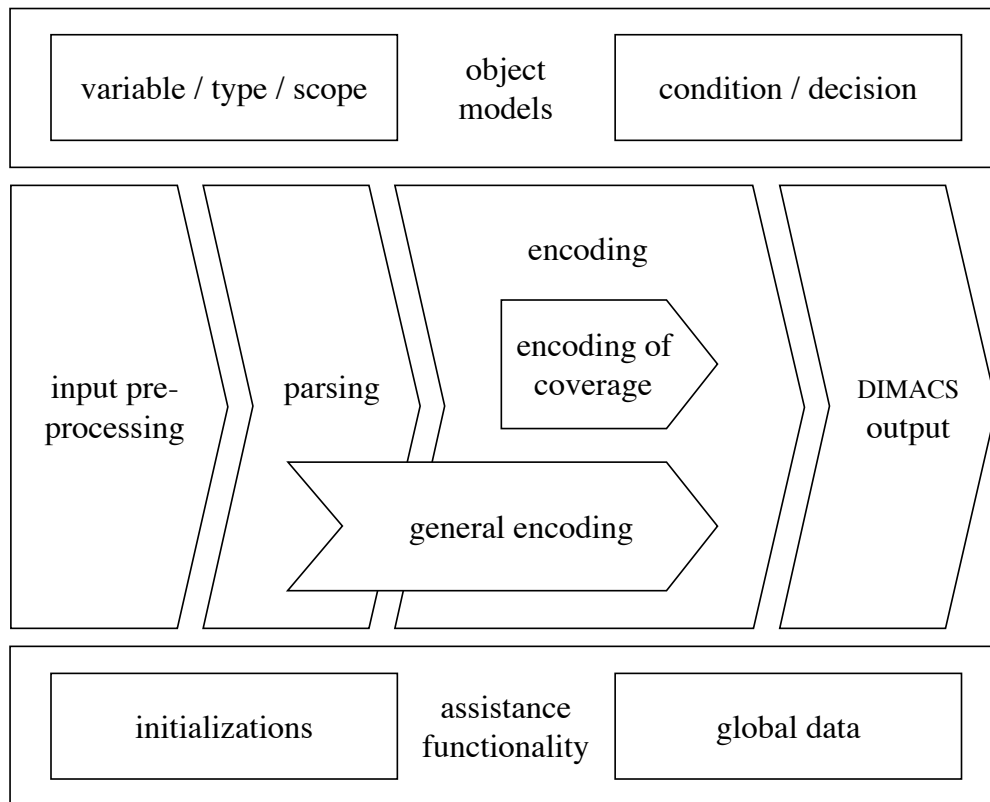 variable / type / scope
object
models
condition / decision
input pre-
processing
parsing
encoding
encoding of
coverage
general encoding
DIMACS
output
initializations
assistance
functionality
global data